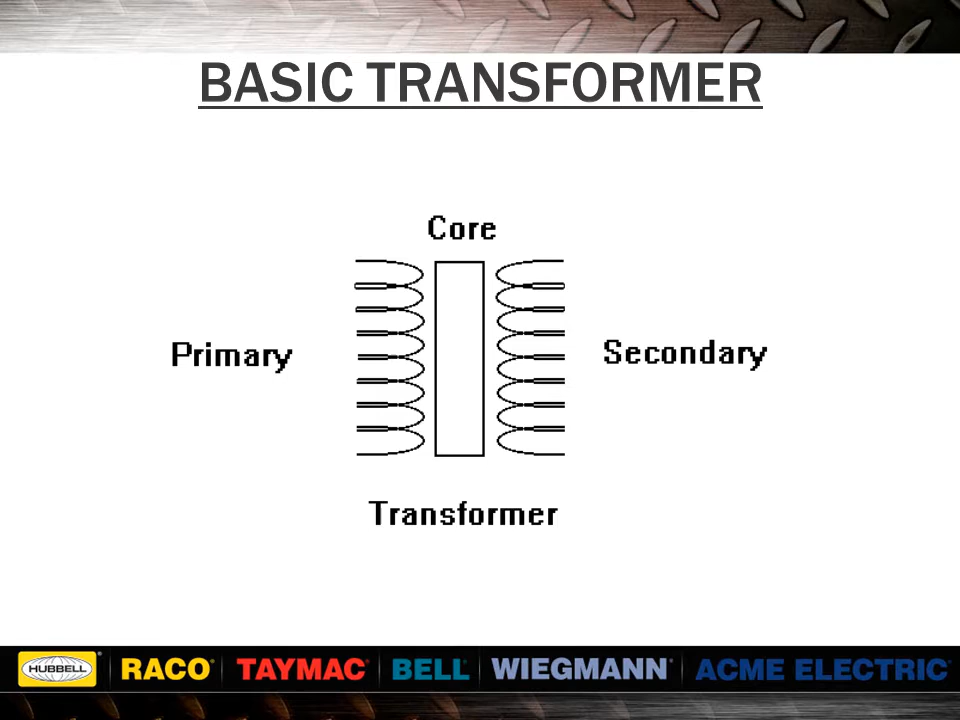 BASIC TRANSFORMER
Core
Primary
Secondary
Transformer
HUBBELL® RACO® TAYMAC® BELL® WIEGMANN® ACME ELECTRIC®